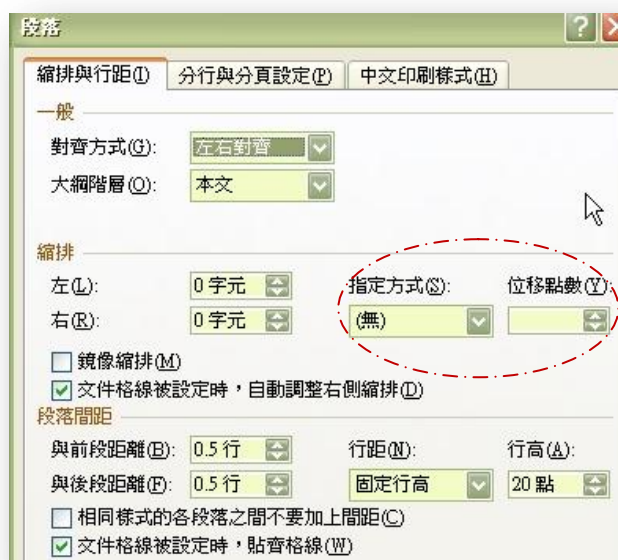 段落
縮排與行距(I) 分行與分頁設定(P) 中文印刷樣式(H)
一般
對齊方式(G): 左右對齊
大綱階層(O): 本文
縮排
左(L): 0 字元 指定方式(S): 位移點數(Y):
右(R): 0 字元 (無)
鏡像縮排(M)
文件格線被設定時，自動調整右側縮排(D)
段落間距
與前段距離(B): 0.5 行 行距(N): 行高(A):
與後段距離(F): 0.5 行 固定行高 20 點
相同樣式的各段落之間不要加上間距(C)
文件格線被設定時，貼齊格線(W)